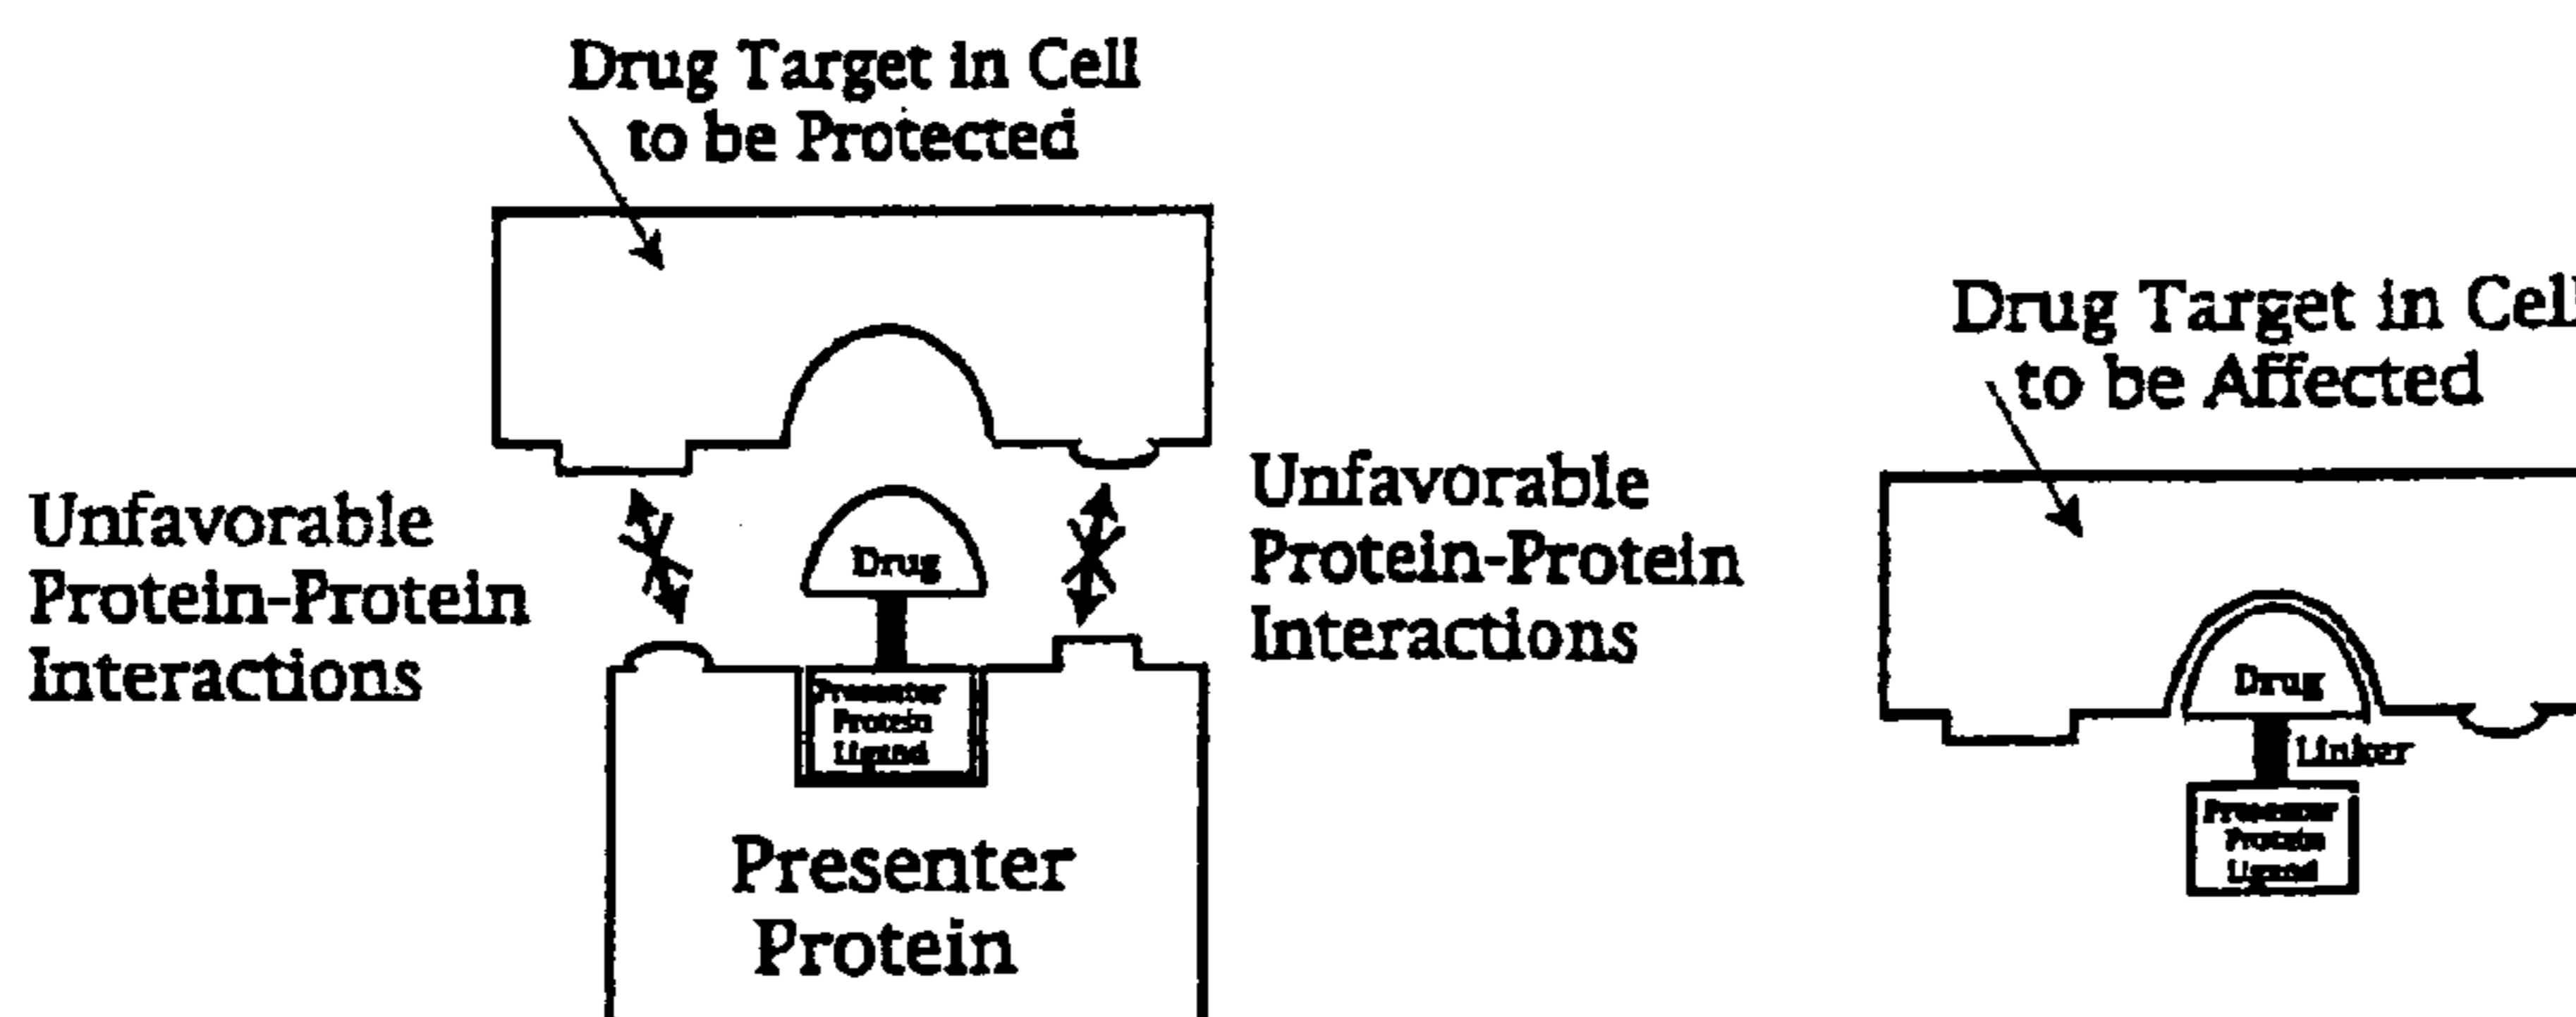 Drug Target in Cell
to be Protected
Unfavorable
Protein-Protein
Interactions
Drug
Unfavorable
Protein-Protein
Interactions
Presenter
Protein
Ligand
Presenter
Protein
Drug Target in Cell
to be Affected
Drug
Linker
Presenter
Protein
Ligand